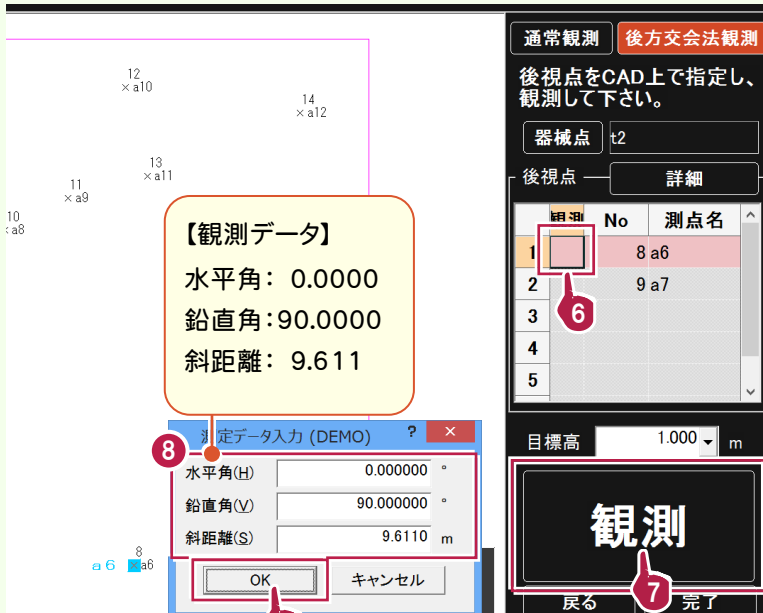 通常観測
後方交会法観測
後視点をCAD上で指定し、
観測して下さい。
器械点
t2
後視点
詳細
観測 No 測点名
1 8 a6
2 9 a7
3
4
5
6
目標高 1.000 m
観測
7
戻る
完了
12
×a10
14
×a12
13
×a11
11
×a9
10
a8
【観測データ】
水平角: 0.0000
鉛直角:90.0000
斜距離: 9.611
8
定データ入力 (DEMO) ? ×
水平角(H) 0.000000 °
鉛直角(V) 90.000000 °
斜距離(S) 9.6110 m
OK
キャンセル
8
a6 ×a6